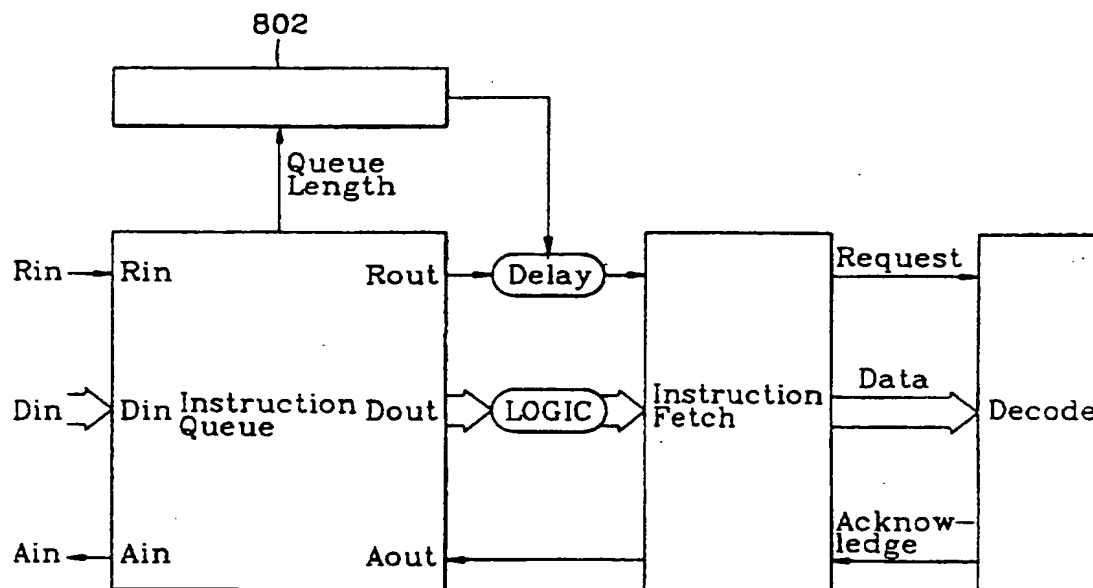 802
Queue
Length
Rin
Rin
Rout
Delay
Request
Din
Din
Instruction
Queue
Dout
LOGIC
Instruction
Fetch
Data
Decode
Ain
Ain
Aout
Acknow-
ledge